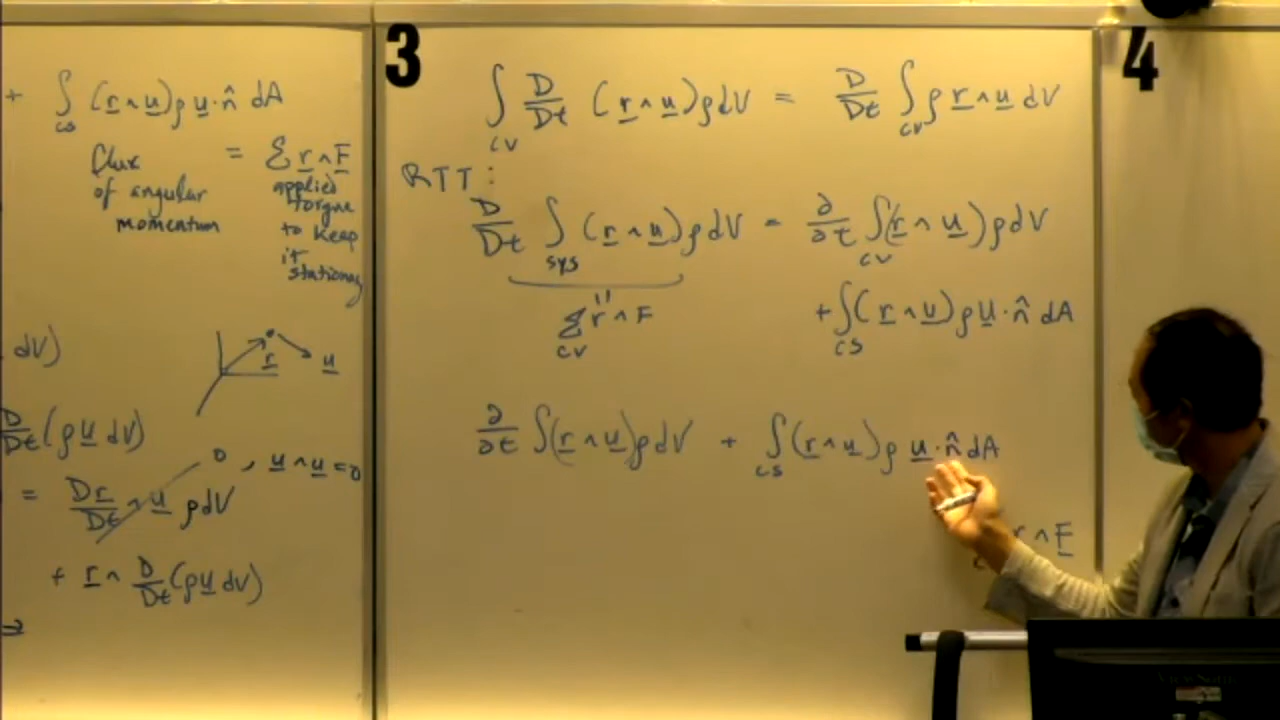 + ∫ (r ∧ u) ρ u · n̂ dA
cs
flux
of angular
momentum
= Σ r ∧ F
applied
torque
to keep
it
stationary
dV)
r
u
D/Dt (ρ u dV)
0 , u ∧ u = 0
= Dr/Dt ∧ u ρ dV
+ r ∧ D/Dt (ρ u dV)
3
∫ D/Dt (r ∧ u) ρ dV = D/Dt ∫ ρ r ∧ u dV
CV CV
RTT :
D/Dt ∫ (r ∧ u) ρ dV = ∂/∂t ∫ (r ∧ u) ρ dV
sys CV
+ ∫ (r ∧ u) ρ u · n̂ dA
CS
Σ r ∧ F
CV
∂/∂t ∫ (r ∧ u) ρ dV + ∫ (r ∧ u) ρ u · n̂ dA
CS
r ∧ F
4
ViewSonic